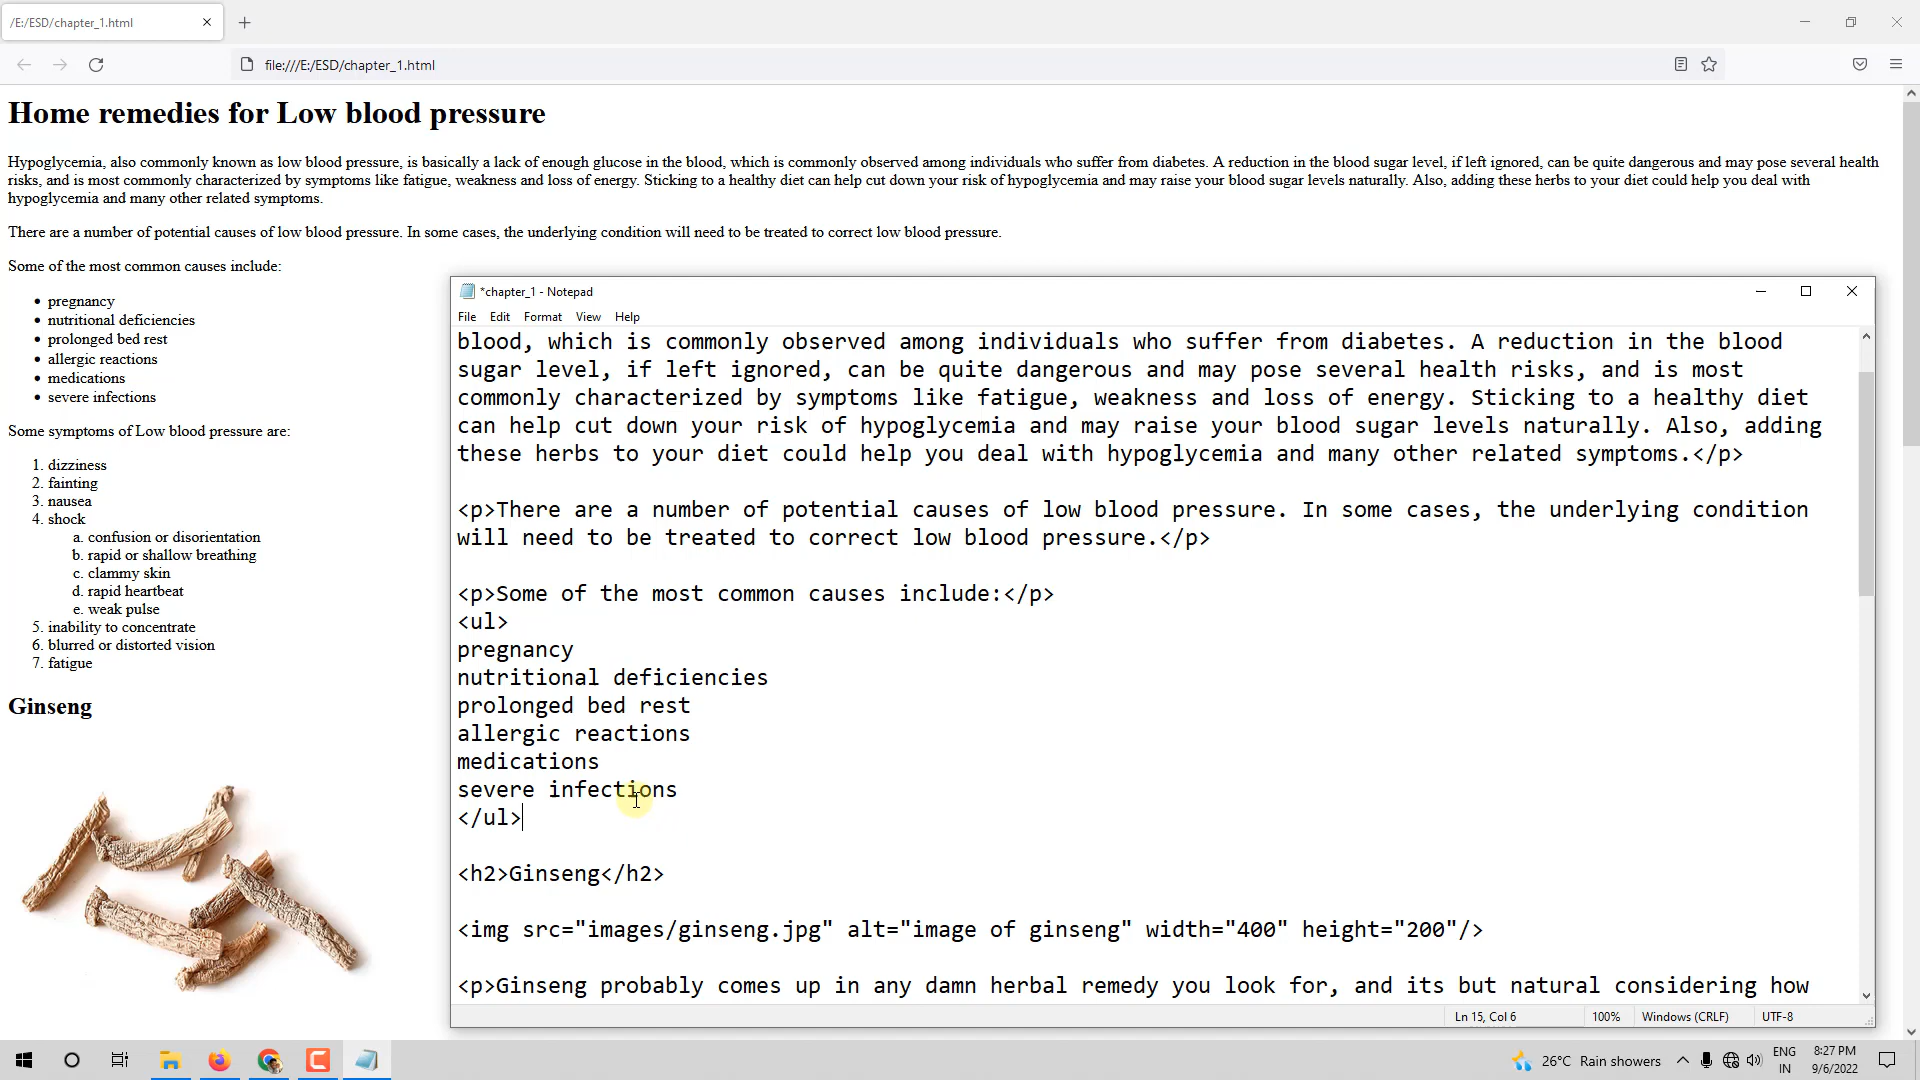 /E:/ESD/chapter_1.html
file:///E:/ESD/chapter_1.html
Home remedies for Low blood pressure
Hypoglycemia, also commonly known as low blood pressure, is basically a lack of enough glucose in the blood, which is commonly observed among individuals who suffer from diabetes. A reduction in the blood sugar level, if left ignored, can be quite dangerous and may pose several health
risks, and is most commonly characterized by symptoms like fatigue, weakness and loss of energy. Sticking to a healthy diet can help cut down your risk of hypoglycemia and may raise your blood sugar levels naturally. Also, adding these herbs to your diet could help you deal with
hypoglycemia and many other related symptoms.
There are a number of potential causes of low blood pressure. In some cases, the underlying condition will need to be treated to correct low blood pressure.
Some of the most common causes include:
• pregnancy
• nutritional deficiencies
• prolonged bed rest
• allergic reactions
• medications
• severe infections
Some symptoms of Low blood pressure are:
1. dizziness
2. fainting
3. nausea
4. shock
a. confusion or disorientation
b. rapid or shallow breathing
c. clammy skin
d. rapid heartbeat
e. weak pulse
5. inability to concentrate
6. blurred or distorted vision
7. fatigue
Ginseng
*chapter_1 - Notepad
File Edit Format View Help
blood, which is commonly observed among individuals who suffer from diabetes. A reduction in the blood
sugar level, if left ignored, can be quite dangerous and may pose several health risks, and is most
commonly characterized by symptoms like fatigue, weakness and loss of energy. Sticking to a healthy diet
can help cut down your risk of hypoglycemia and may raise your blood sugar levels naturally. Also, adding
these herbs to your diet could help you deal with hypoglycemia and many other related symptoms.</p>
<p>There are a number of potential causes of low blood pressure. In some cases, the underlying condition
will need to be treated to correct low blood pressure.</p>
<p>Some of the most common causes include:</p>
<ul>
pregnancy
nutritional deficiencies
prolonged bed rest
allergic reactions
medications
severe infections
</ul>
<h2>Ginseng</h2>
<img src="images/ginseng.jpg" alt="image of ginseng" width="400" height="200"/>
<p>Ginseng probably comes up in any damn herbal remedy you look for, and its but natural considering how
Ln 15, Col 6 100% Windows (CRLF) UTF-8
26°C Rain showers
ENG
IN
8:27 PM
9/6/2022